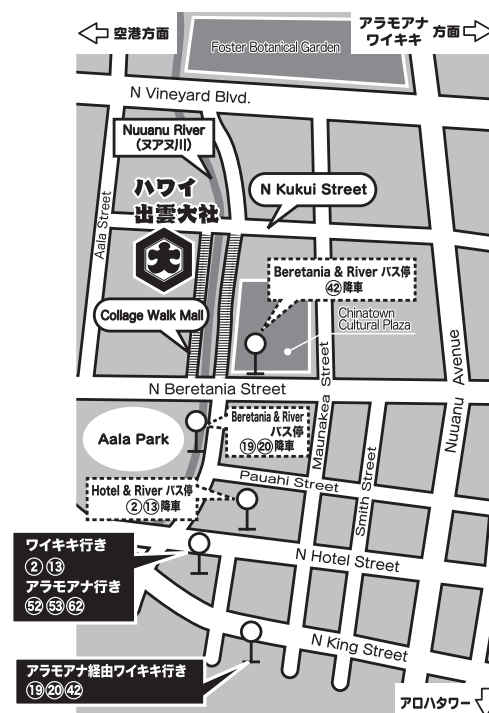 空港方面
アラモアナ
ワイキキ 方面
Foster Botanical Garden
N Vineyard Blvd.
Nuuanu River
(ヌアヌ川)
ハワイ
出雲大社
大
N Kukui Street
Aala Street
Beretania & River バス停
㊷降車
Collage Walk Mall
Chinatown
Cultural Plaza
Maunakea Street
Nuuanu Avenue
N Beretania Street
Aala Park
Beretania & River
バス停
⑲⑳降車
Pauahi Street
Smith Street
Hotel & River バス停
②⑬降車
ワイキキ行き
②⑬
アラモアナ行き
52 53 62
N Hotel Street
N King Street
アラモアナ経由ワイキキ行き
⑲⑳㊷
アロハタワー